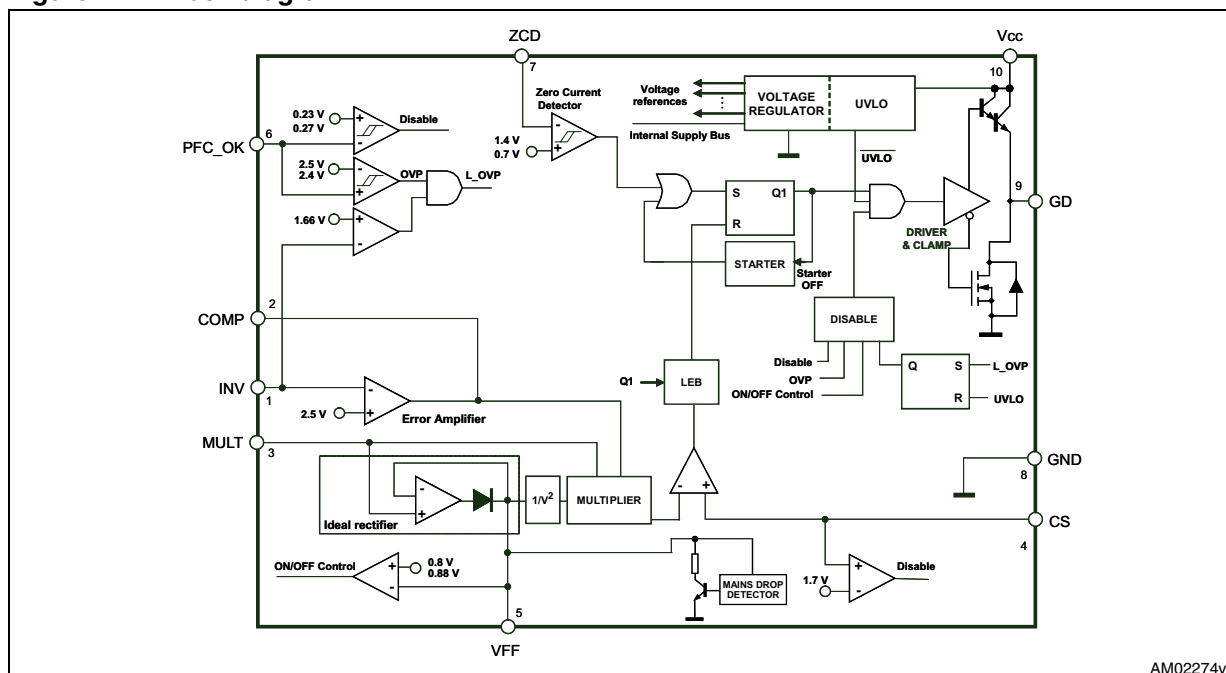 ZCD
7
Vcc
10
Zero Current
Detector
Voltage
references
Internal Supply Bus
VOLTAGE
REGULATOR
UVLO
0.23 V
0.27 V
Disable
6
PFC_OK
2.5 V
2.4 V
OVP
L_OVP
1.66 V
1.4 V
0.7 V
UVLO
S
Q1
R
9
GD
DRIVER
& CLAMP
STARTER
Starter
OFF
2
COMP
DISABLE
Disable
OVP
ON/OFF Control
Q
S
R
L_OVP
UVLO
Q1
LEB
INV
1
2.5 V
Error Amplifier
MULT
3
GND
8
Ideal rectifier
1/V²
MULTIPLIER
CS
4
ON/OFF Control
0.8 V
0.88 V
MAINS DROP
DETECTOR
1.7 V
Disable
5
VFF
AM02274v